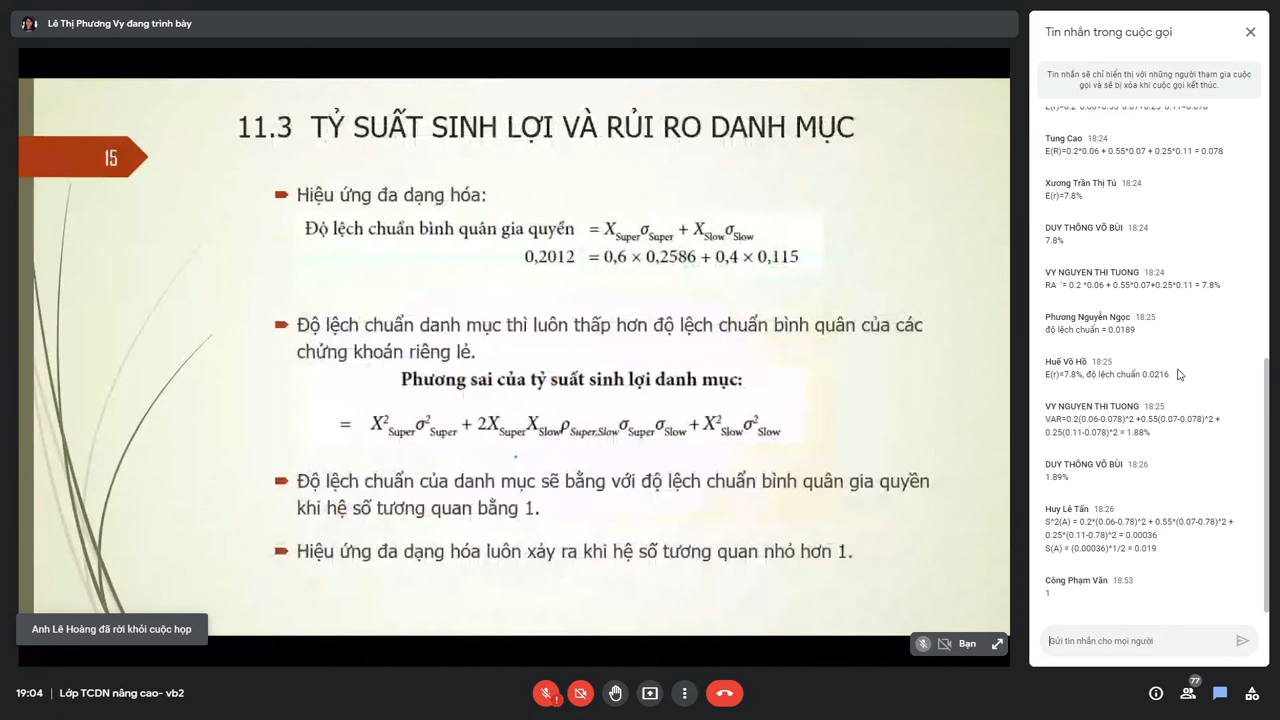 Lê Thị Phương Vy đang trình bày
11.3 TỶ SUẤT SINH LỢI VÀ RỦI RO DANH MỤC
15
Hiệu ứng đa dạng hóa:
Độ lệch chuẩn bình quân gia quyền = X_Super σ_Super + X_Slow σ_Slow
0,2012 = 0,6 × 0,2586 + 0,4 × 0,115
Độ lệch chuẩn danh mục thì luôn thấp hơn độ lệch chuẩn bình quân của các
chứng khoán riêng lẻ.
Phương sai của tỷ suất sinh lợi danh mục:
= X²_Super σ²_Super + 2X_Super X_Slow ρ_Super,Slow σ_Super σ_Slow + X²_Slow σ²_Slow
Độ lệch chuẩn của danh mục sẽ bằng với độ lệch chuẩn bình quân gia quyền
khi hệ số tương quan bằng 1.
Hiệu ứng đa dạng hóa luôn xảy ra khi hệ số tương quan nhỏ hơn 1.
Anh Lê Hoàng đã rời khỏi cuộc họp
Bạn
19:04 | Lớp TCDN nâng cao- vb2
Tin nhắn trong cuộc gọi
Tin nhắn sẽ chỉ hiển thị với những người tham gia cuộc
gọi và sẽ bị xóa khi cuộc gọi kết thúc.
Tung Cao 18:24
E(R)=0.2*0.06 + 0.55*0.07 + 0.25*0.11 = 0.078
Xương Trần Thị Tú 18:24
E(r)=7.8%
DUY THÔNG VÕ BÙI 18:24
7.8%
VY NGUYEN THI TUONG 18:24
RA `= 0.2 *0.06 + 0.55*0.07+0.25*0.11 = 7.8%
Phương Nguyễn Ngọc 18:25
độ lệch chuẩn = 0.0189
Huế Võ Hồ 18:25
E(r)=7.8%, độ lệch chuẩn 0.0216
VY NGUYEN THI TUONG 18:25
VAR=0.2(0.06-0.078)^2 +0.55(0.07-0.078)^2 +
0.25(0.11-0.078)^2 = 1.88%
DUY THÔNG VÕ BÙI 18:26
1.89%
Huy Lê Tấn 18:26
S^2(A) = 0.2*(0.06-0.78)^2 + 0.55*(0.07-0.78)^2 +
0.25*(0.11-0.78)^2 = 0.00036
S(A) = (0.00036)^1/2 = 0.019
Công Phạm Văn 18:53
1
Gửi tin nhắn cho mọi người
77